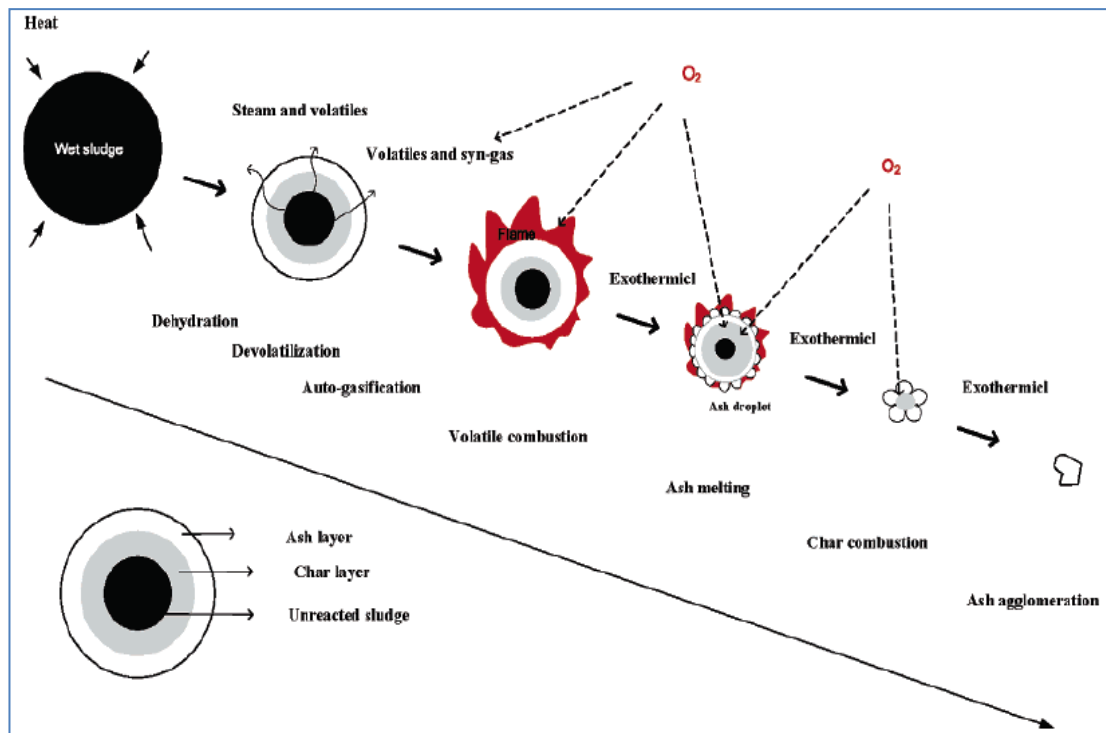 Heat
Wet sludge
Steam and volatiles
Volatiles and syn-gas
O₂
O₂
Flame
Exothermicl
Exothermicl
Exothermicl
Ash droplet
Dehydration
Devolatilization
Auto-gasification
Volatile combustion
Ash melting
Char combustion
Ash agglomeration
Ash layer
Char layer
Unreacted sludge